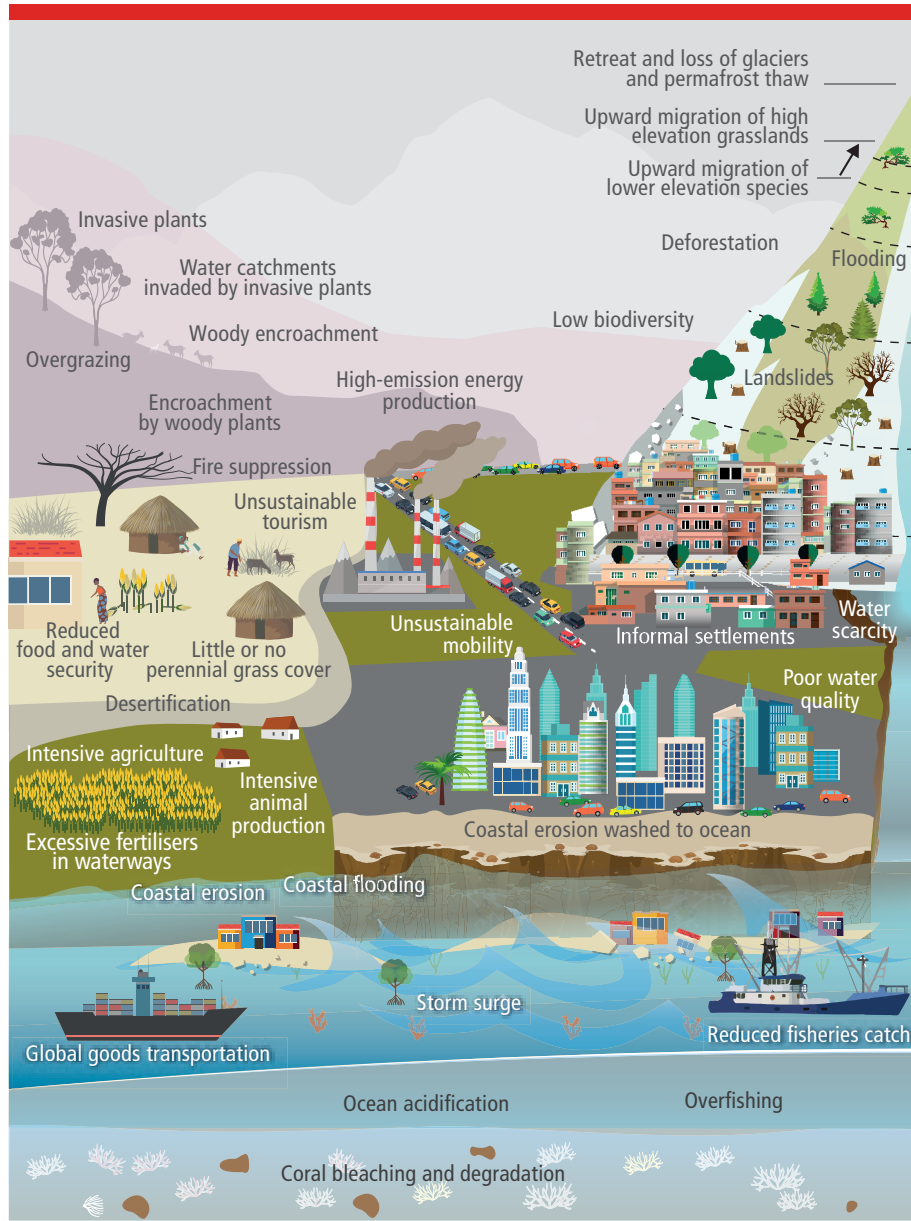 Retreat and loss of glaciers
and permafrost thaw
Upward migration of high
elevation grasslands
Upward migration of
lower elevation species
Invasive plants
Deforestation
Flooding
Water catchments
invaded by invasive plants
Low biodiversity
Woody encroachment
Overgrazing
High-emission energy
production
Landslides
Encroachment
by woody plants
Fire suppression
Unsustainable
tourism
Reduced
food and water
security
Little or no
perennial grass cover
Unsustainable
mobility
Informal settlements
Water
scarcity
Poor water
quality
Desertification
Intensive agriculture
Intensive
animal
production
Excessive fertilisers
in waterways
Coastal erosion washed to ocean
Coastal erosion
Coastal flooding
Storm surge
Global goods transportation
Reduced fisheries catch
Ocean acidification
Overfishing
Coral bleaching and degradation